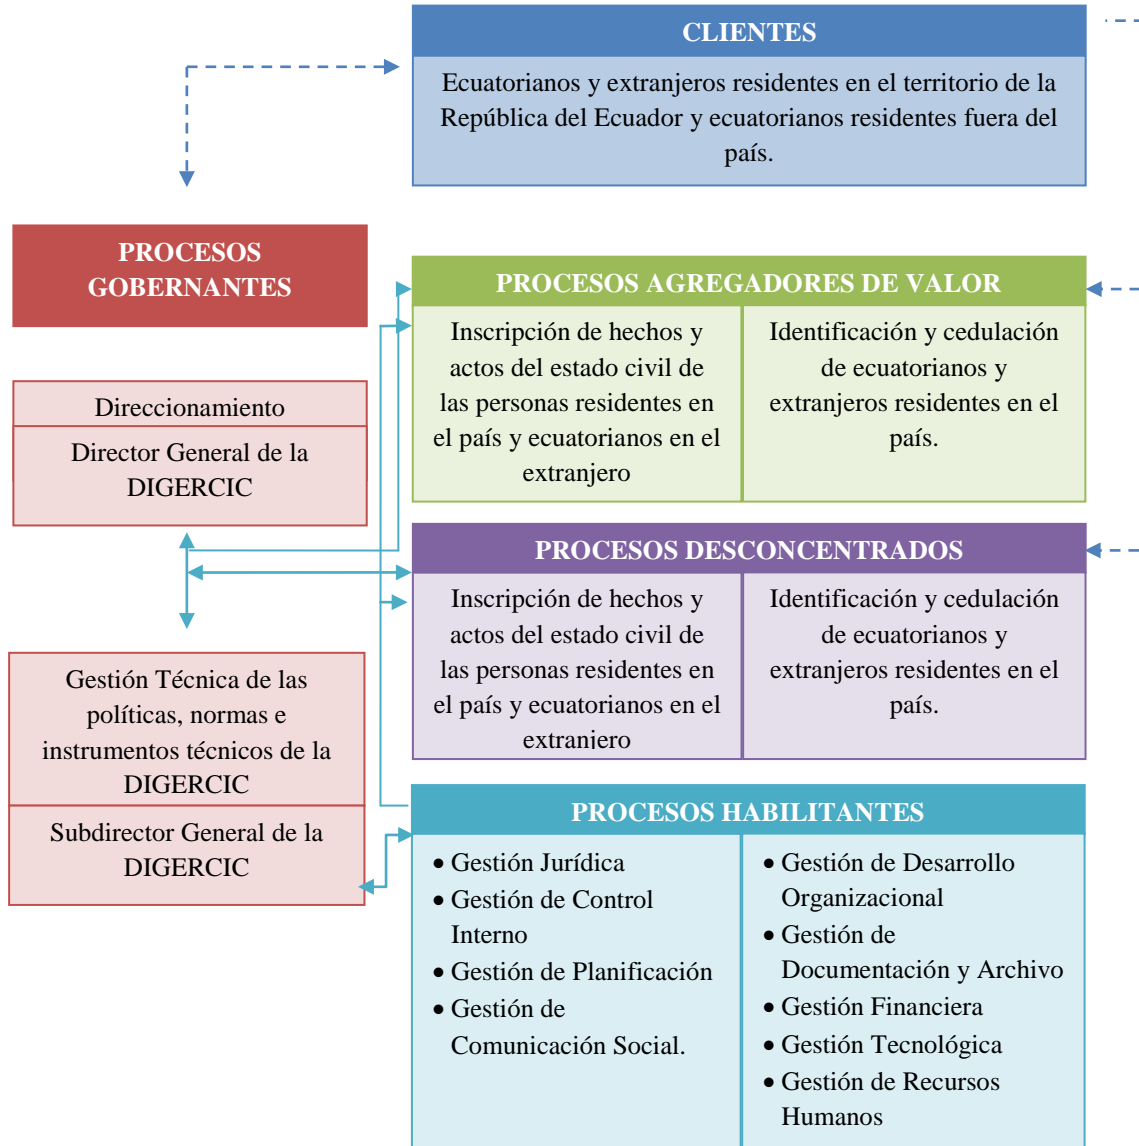 CLIENTES
Ecuatorianos y extranjeros residentes en el territorio de la
República del Ecuador y ecuatorianos residentes fuera del
país.
PROCESOS
GOBERNANTES
Direccionamiento
Director General de la
DIGERCIC
Gestión Técnica de las
políticas, normas e
instrumentos técnicos de la
DIGERCIC
Subdirector General de la
DIGERCIC
PROCESOS AGREGADORES DE VALOR
Inscripción de hechos y
actos del estado civil de
las personas residentes en
el país y ecuatorianos en el
extranjero
Identificación y cedulación
de ecuatorianos y
extranjeros residentes en el
país.
PROCESOS DESCONCENTRADOS
Inscripción de hechos y
actos del estado civil de
las personas residentes en
el país y ecuatorianos en el
extranjero
Identificación y cedulación
de ecuatorianos y
extranjeros residentes en el
país.
PROCESOS HABILITANTES
• Gestión Jurídica
• Gestión de Control
Interno
• Gestión de Planificación
• Gestión de
Comunicación Social.
• Gestión de Desarrollo
Organizacional
• Gestión de
Documentación y Archivo
• Gestión Financiera
• Gestión Tecnológica
• Gestión de Recursos
Humanos